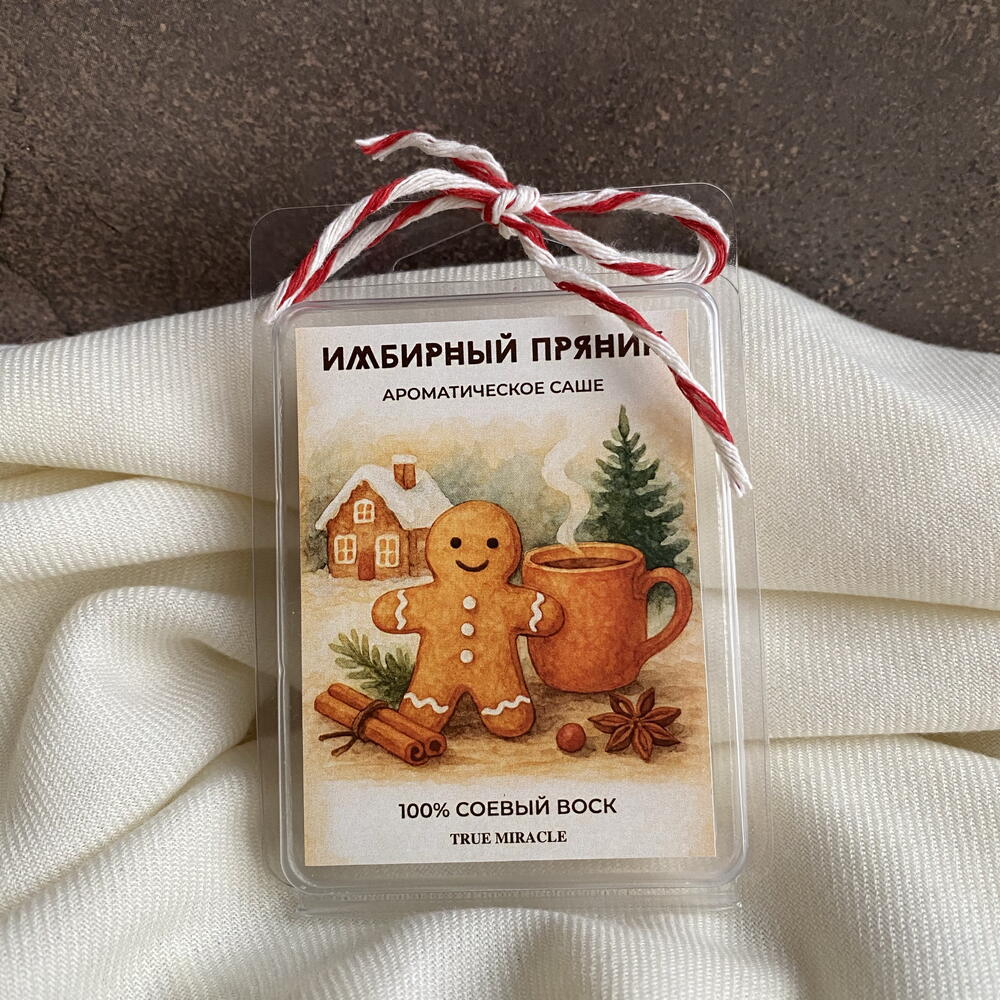 ИМБИРНЫЙ ПРЯНИК
АРОМАТИЧЕСКОЕ САШЕ
100% СОЕВЫЙ ВОСК
TRUE MIRACLE